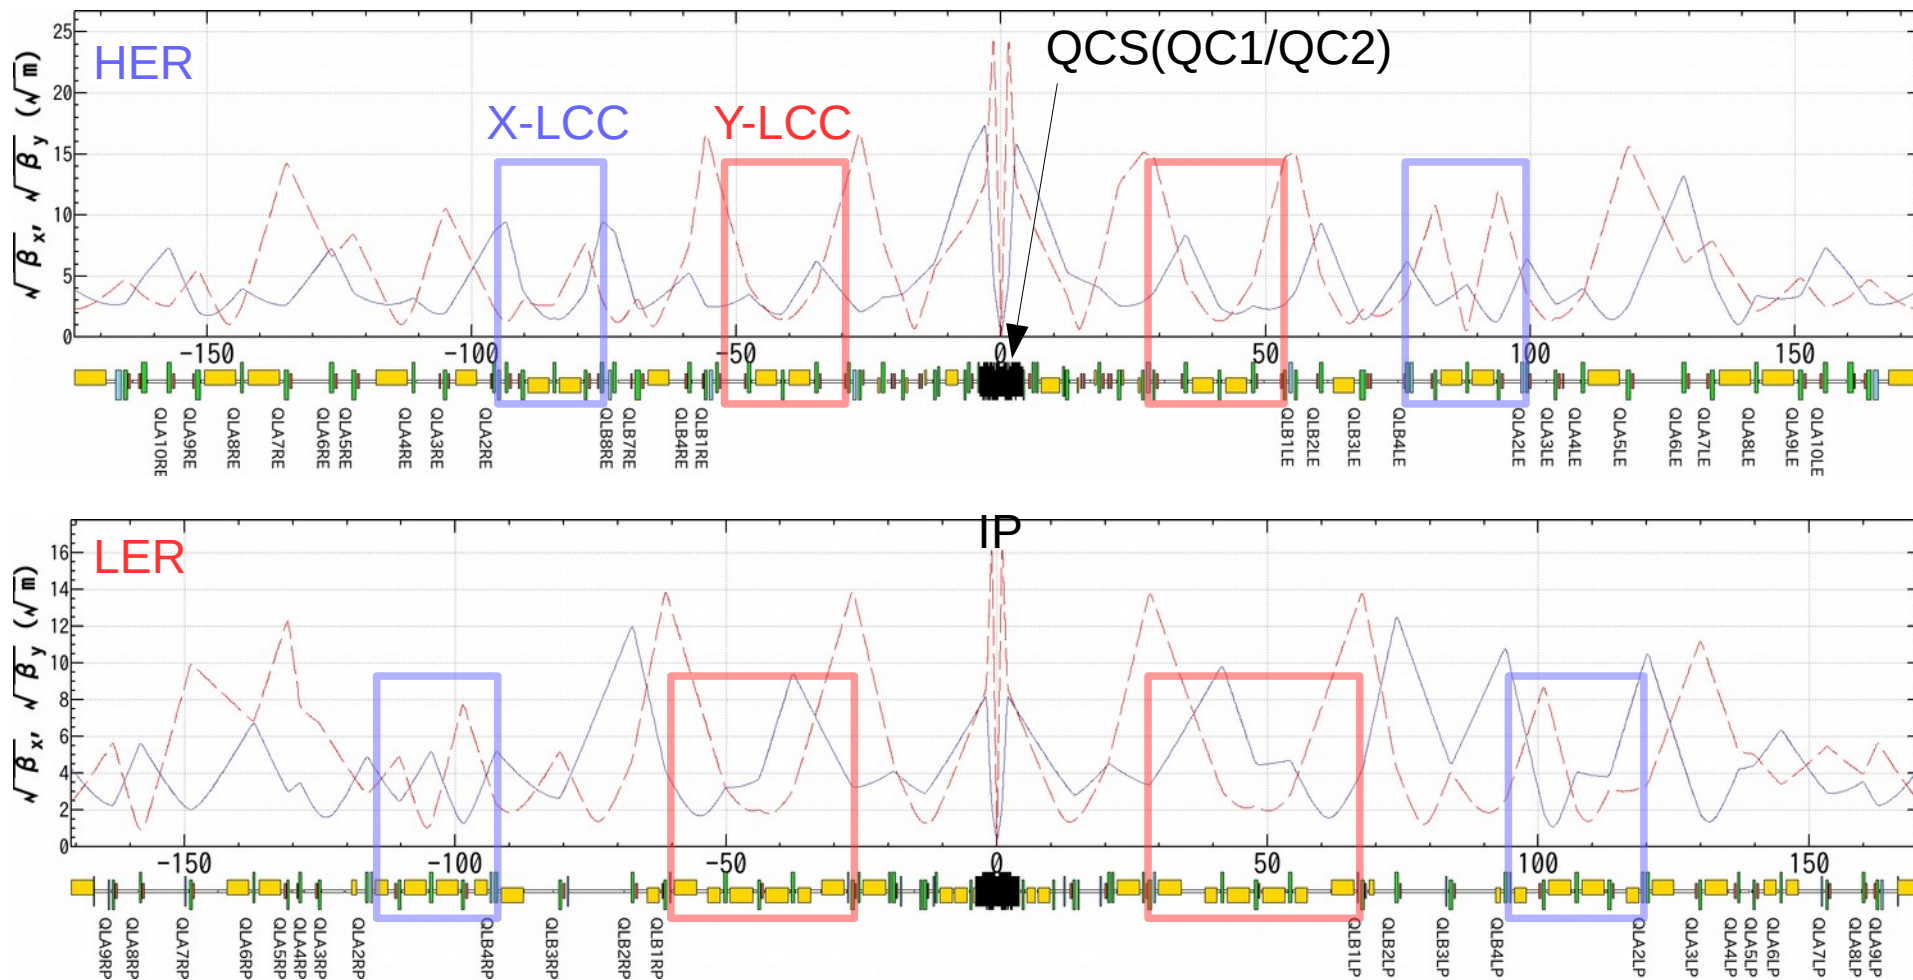 HER
QCS(QC1/QC2)
X-LCC
Y-LCC
√βx, √βy (√m)
25
20
15
10
5
0
-150
-100
-50
0
50
100
150
QLA10RE
QLA9RE
QLA8RE
QLA7RE
QLA6RE
QLA5RE
QLA4RE
QLA3RE
QLA2RE
QLB8RE
QLB7RE
QLB4RE
QLB1RE
QLB1LE
QLB2LE
QLB3LE
QLB4LE
QLA2LE
QLA3LE
QLA4LE
QLA5LE
QLA6LE
QLA7LE
QLA8LE
QLA9LE
QLA10LE
IP
LER
√βx, √βy (√m)
16
14
12
10
8
6
4
2
0
-150
-100
-50
0
50
100
150
QLA9RP
QLA8RP
QLA7RP
QLA6RP
QLA5RP
QLA4RP
QLA3RP
QLA2RP
QLB4RP
QLB3RP
QLB2RP
QLB1RP
QLB1LP
QLB2LP
QLB3LP
QLB4LP
QLA2LP
QLA3LP
QLA4LP
QLA5LP
QLA6LP
QLA7LP
QLA8LP
QLA9LP